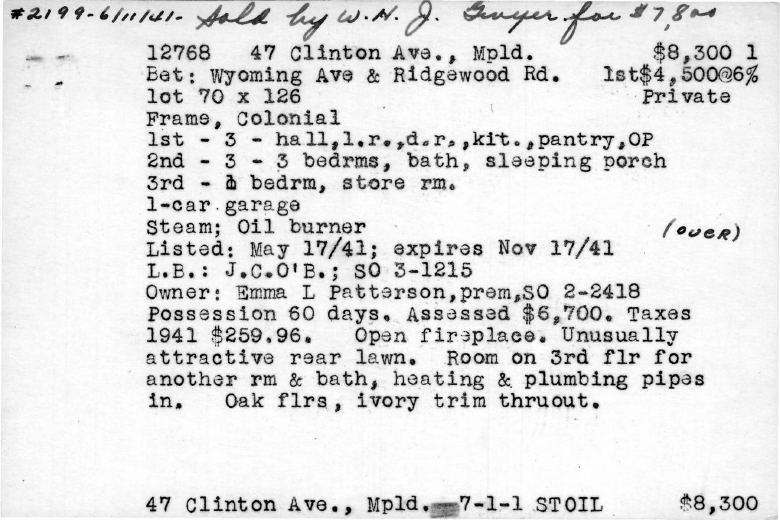 #2199-6/11/41- Sold by W. H. J. for $7,800
12768 47 Clinton Ave., Mpld. $8,300 1
Bet: Wyoming Ave & Ridgewood Rd. 1st$4,500@6%
lot 70 x 126 Private
Frame, Colonial
1st - 3 - hall,l.r.,d.r.,kit.,pantry,OP
2nd - 3 - 3 bedrms, bath, sleeping porch
3rd - 1 bedrm, store rm.
1-car garage
Steam; Oil burner (over)
Listed: May 17/41; expires Nov 17/41
L.B.: J.C.O'B.; SO 3-1215
Owner: Emma L Patterson,prem,SO 2-2418
Possession 60 days. Assessed $6,700. Taxes
1941 $259.96. Open fireplace. Unusually
attractive rear lawn. Room on 3rd flr for
another rm & bath, heating & plumbing pipes
in. Oak flrs, ivory trim thruout.
47 Clinton Ave., Mpld. 7-1-1 STOIL $8,300